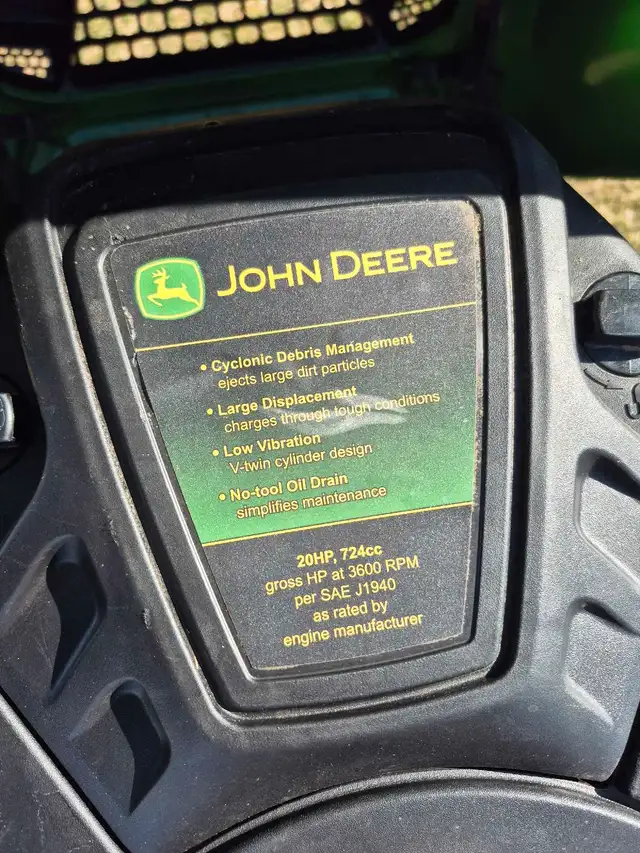 JOHN DEERE
• Cyclonic Debris Management
ejects large dirt particles
• Large Displacement
charges through tough conditions
• Low Vibration
V-twin cylinder design
• No-tool Oil Drain
simplifies maintenance
20HP, 724cc
gross HP at 3600 RPM
per SAE J1940
as rated by
engine manufacturer